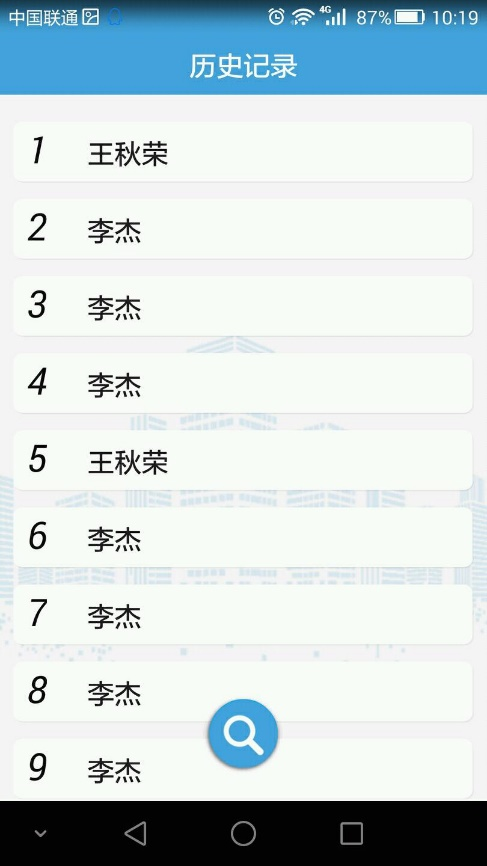 中国联通 4G 87% 10:19
历史记录
1 王秋荣
2 李杰
3 李杰
4 李杰
5 王秋荣
6 李杰
7 李杰
8 李杰
9 李杰